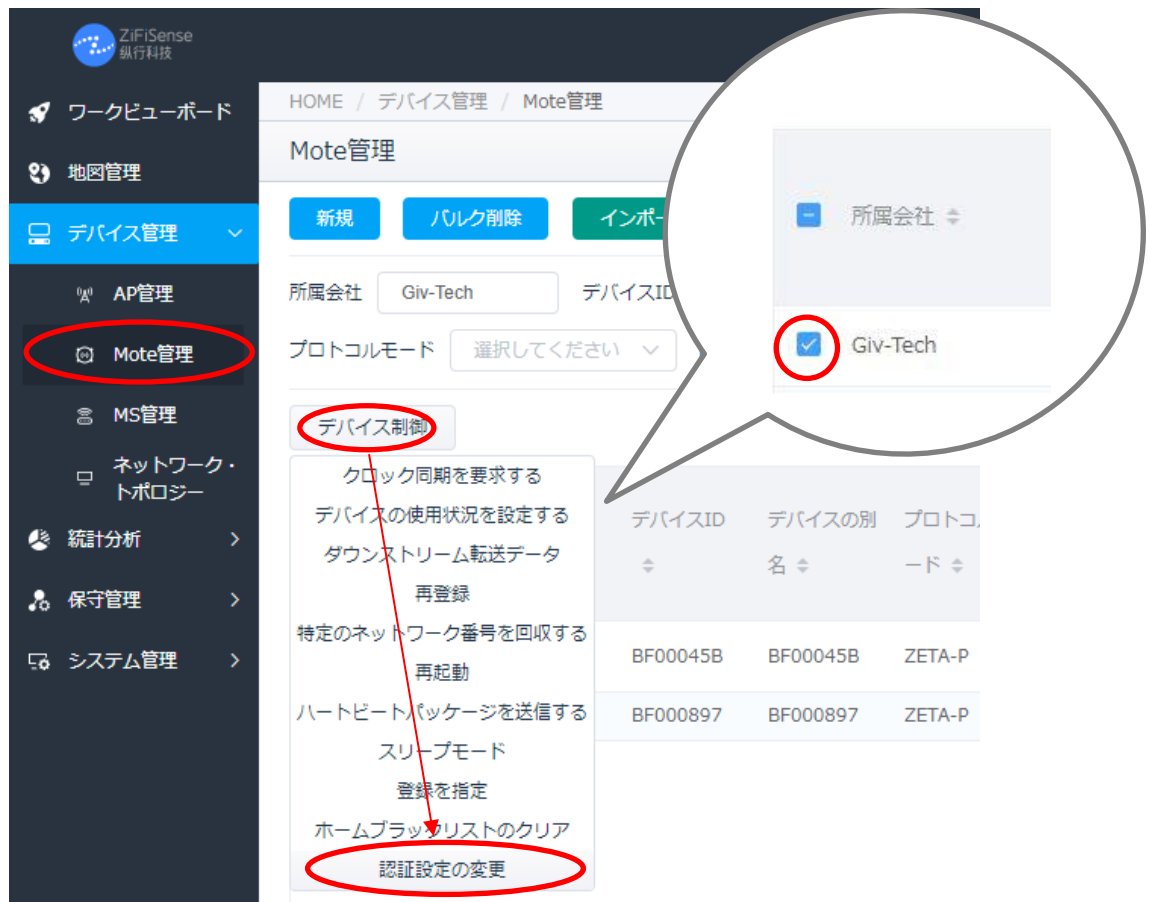 ZiFiSense
纵行科技
ワークビューボード
地図管理
デバイス管理
AP管理
Mote管理
MS管理
ネットワーク・
トポロジー
統計分析
保守管理
システム管理
HOME / デバイス管理 / Mote管理
Mote管理
新規
バルク削除
インポー
所属会社
Giv-Tech
デバイスID
プロトコルモード
選択してください
デバイス制御
クロック同期を要求する
デバイスの使用状況を設定する
ダウンストリーム転送データ
再登録
特定のネットワーク番号を回収する
再起動
ハートビートパッケージを送信する
スリープモード
登録を指定
ホームブラックリストのクリア
認証設定の変更
デバイスID
デバイスの別
名
プロトコ
ード
BF00045B BF00045B ZETA-P
BF000897 BF000897 ZETA-P
所属会社
Giv-Tech